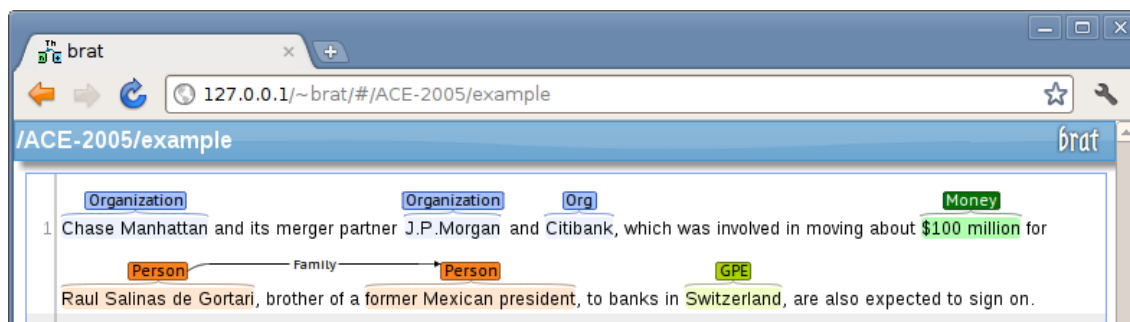 brat
127.0.0.1/~brat/#/ACE-2005/example
/ACE-2005/example brat
Organization Organization Org Money
1 Chase Manhattan and its merger partner J.P.Morgan and Citibank, which was involved in moving about $100 million for
Person Family Person GPE
Raul Salinas de Gortari, brother of a former Mexican president, to banks in Switzerland, are also expected to sign on.